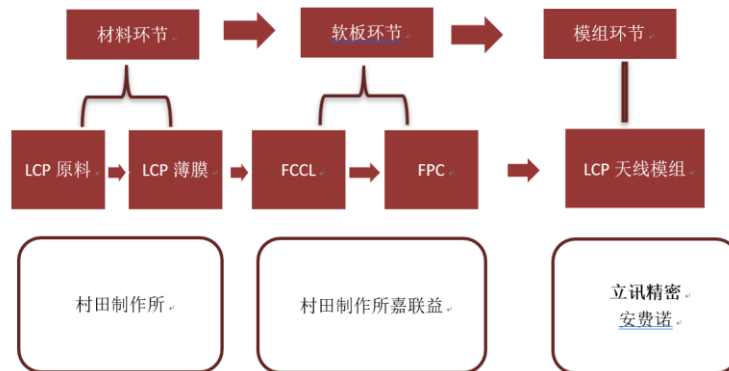 材料环节
软板环节
模组环节
LCP 原料
LCP 薄膜
FCCL
FPC
LCP 天线模组
村田制作所
村田制作所嘉联益
立讯精密
安费诺